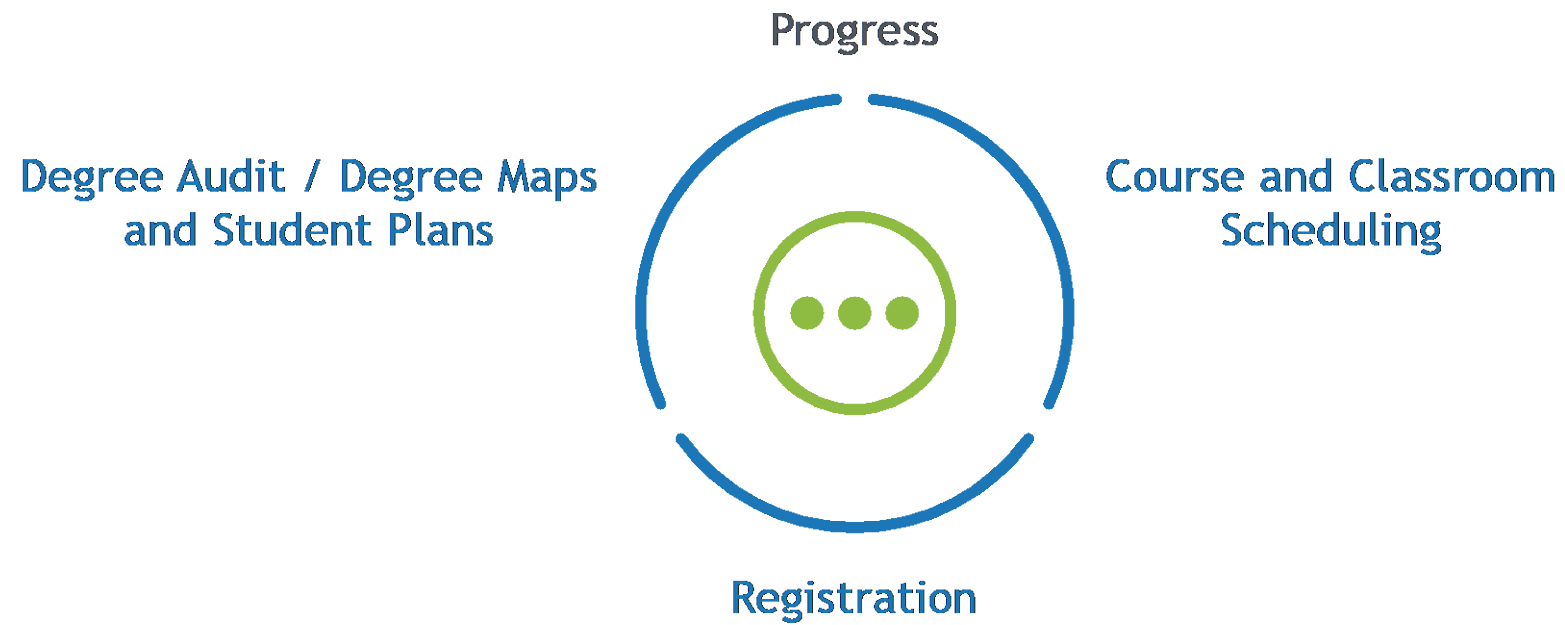 Progress
Degree Audit / Degree Maps
and Student Plans
Course and Classroom
Scheduling
Registration